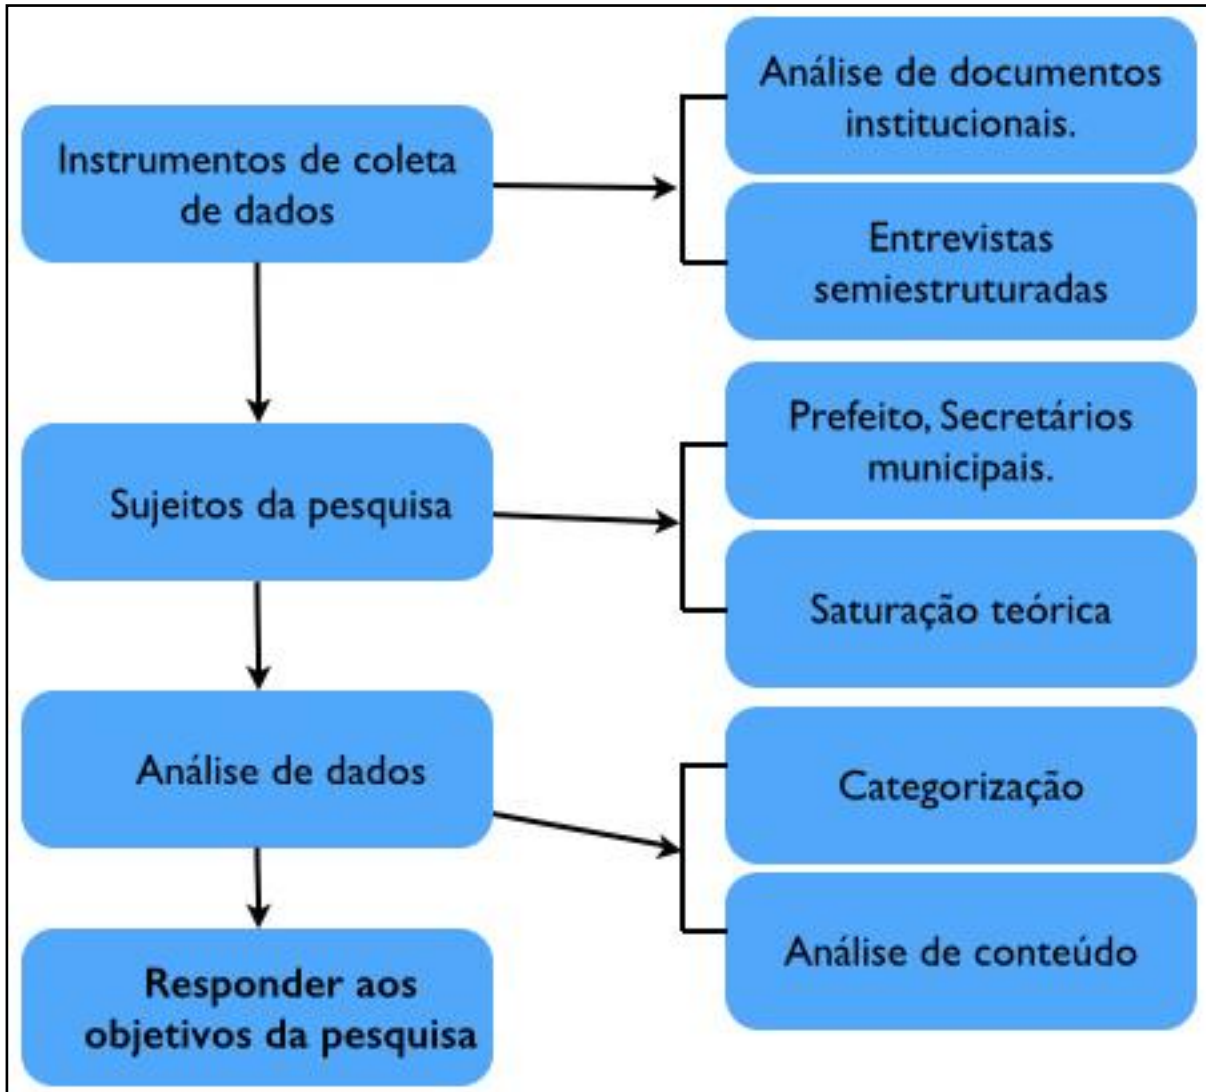 Instrumentos de coleta
de dados
Análise de documentos
institucionais.
Entrevistas
semiestruturadas
Sujeitos da pesquisa
Prefeito, Secretários
municipais.
Saturação teórica
Análise de dados
Categorização
Análise de conteúdo
Responder aos
objetivos da pesquisa